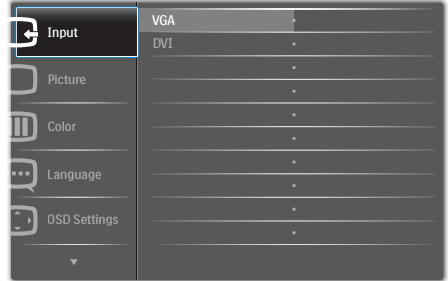 Input
VGA
DVI
Picture
Color
Language
OSD Settings